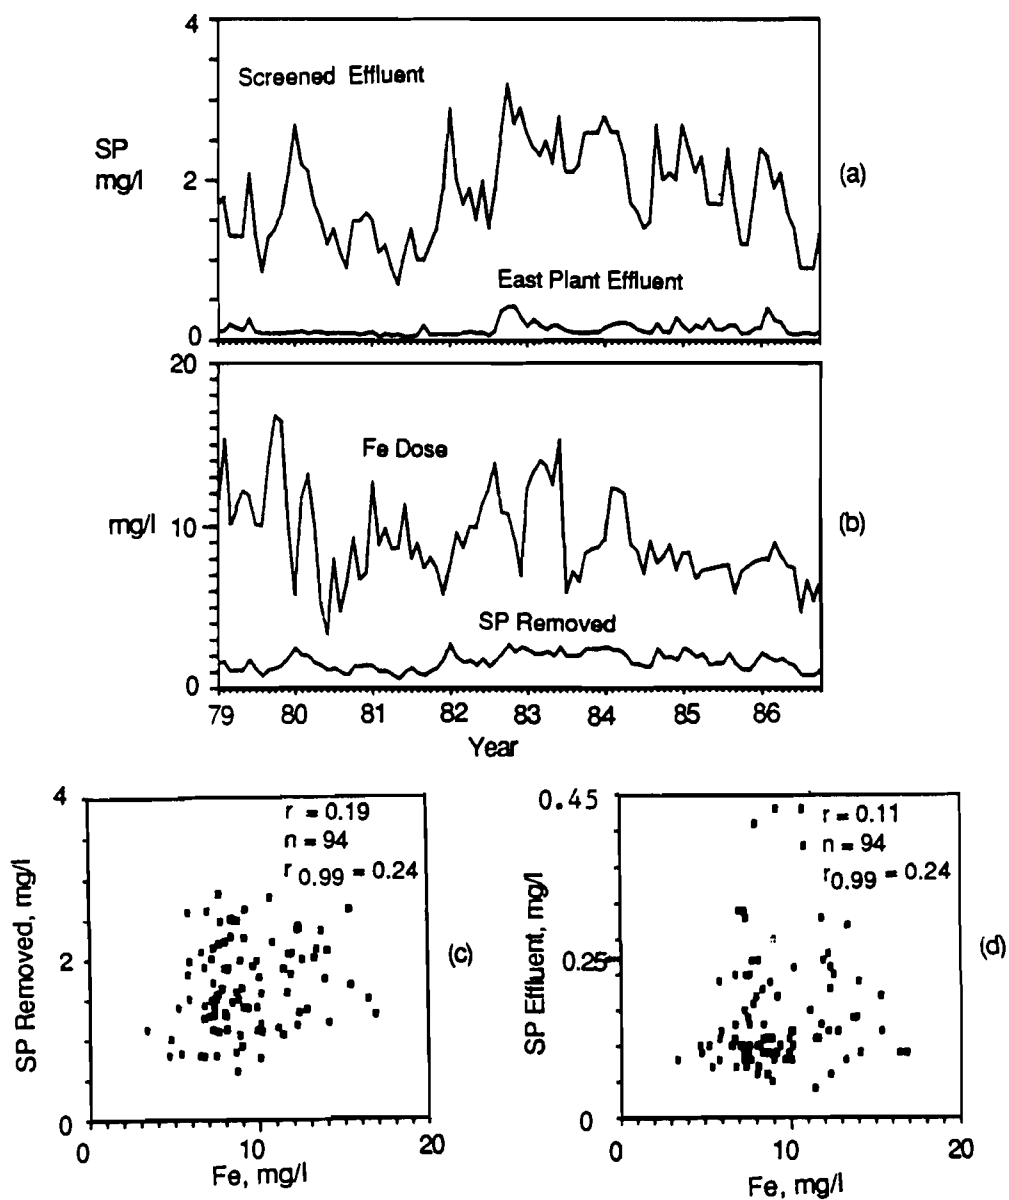 4
Screened Effluent
SP
mg/l
2
(a)
East Plant Effluent
0
20
Fe Dose
mg/l
10
(b)
SP Removed
0
79 80 81 82 83 84 85 86
Year
4
r = 0.19
n = 94
r 0.99 = 0.24
SP Removed, mg/l
2
(c)
0
0 10 20
Fe, mg/l
0.45
r = 0.11
n = 94
r0.99 = 0.24
SP Effluent, mg/l
0.25
(d)
0
0 10 20
Fe, mg/l